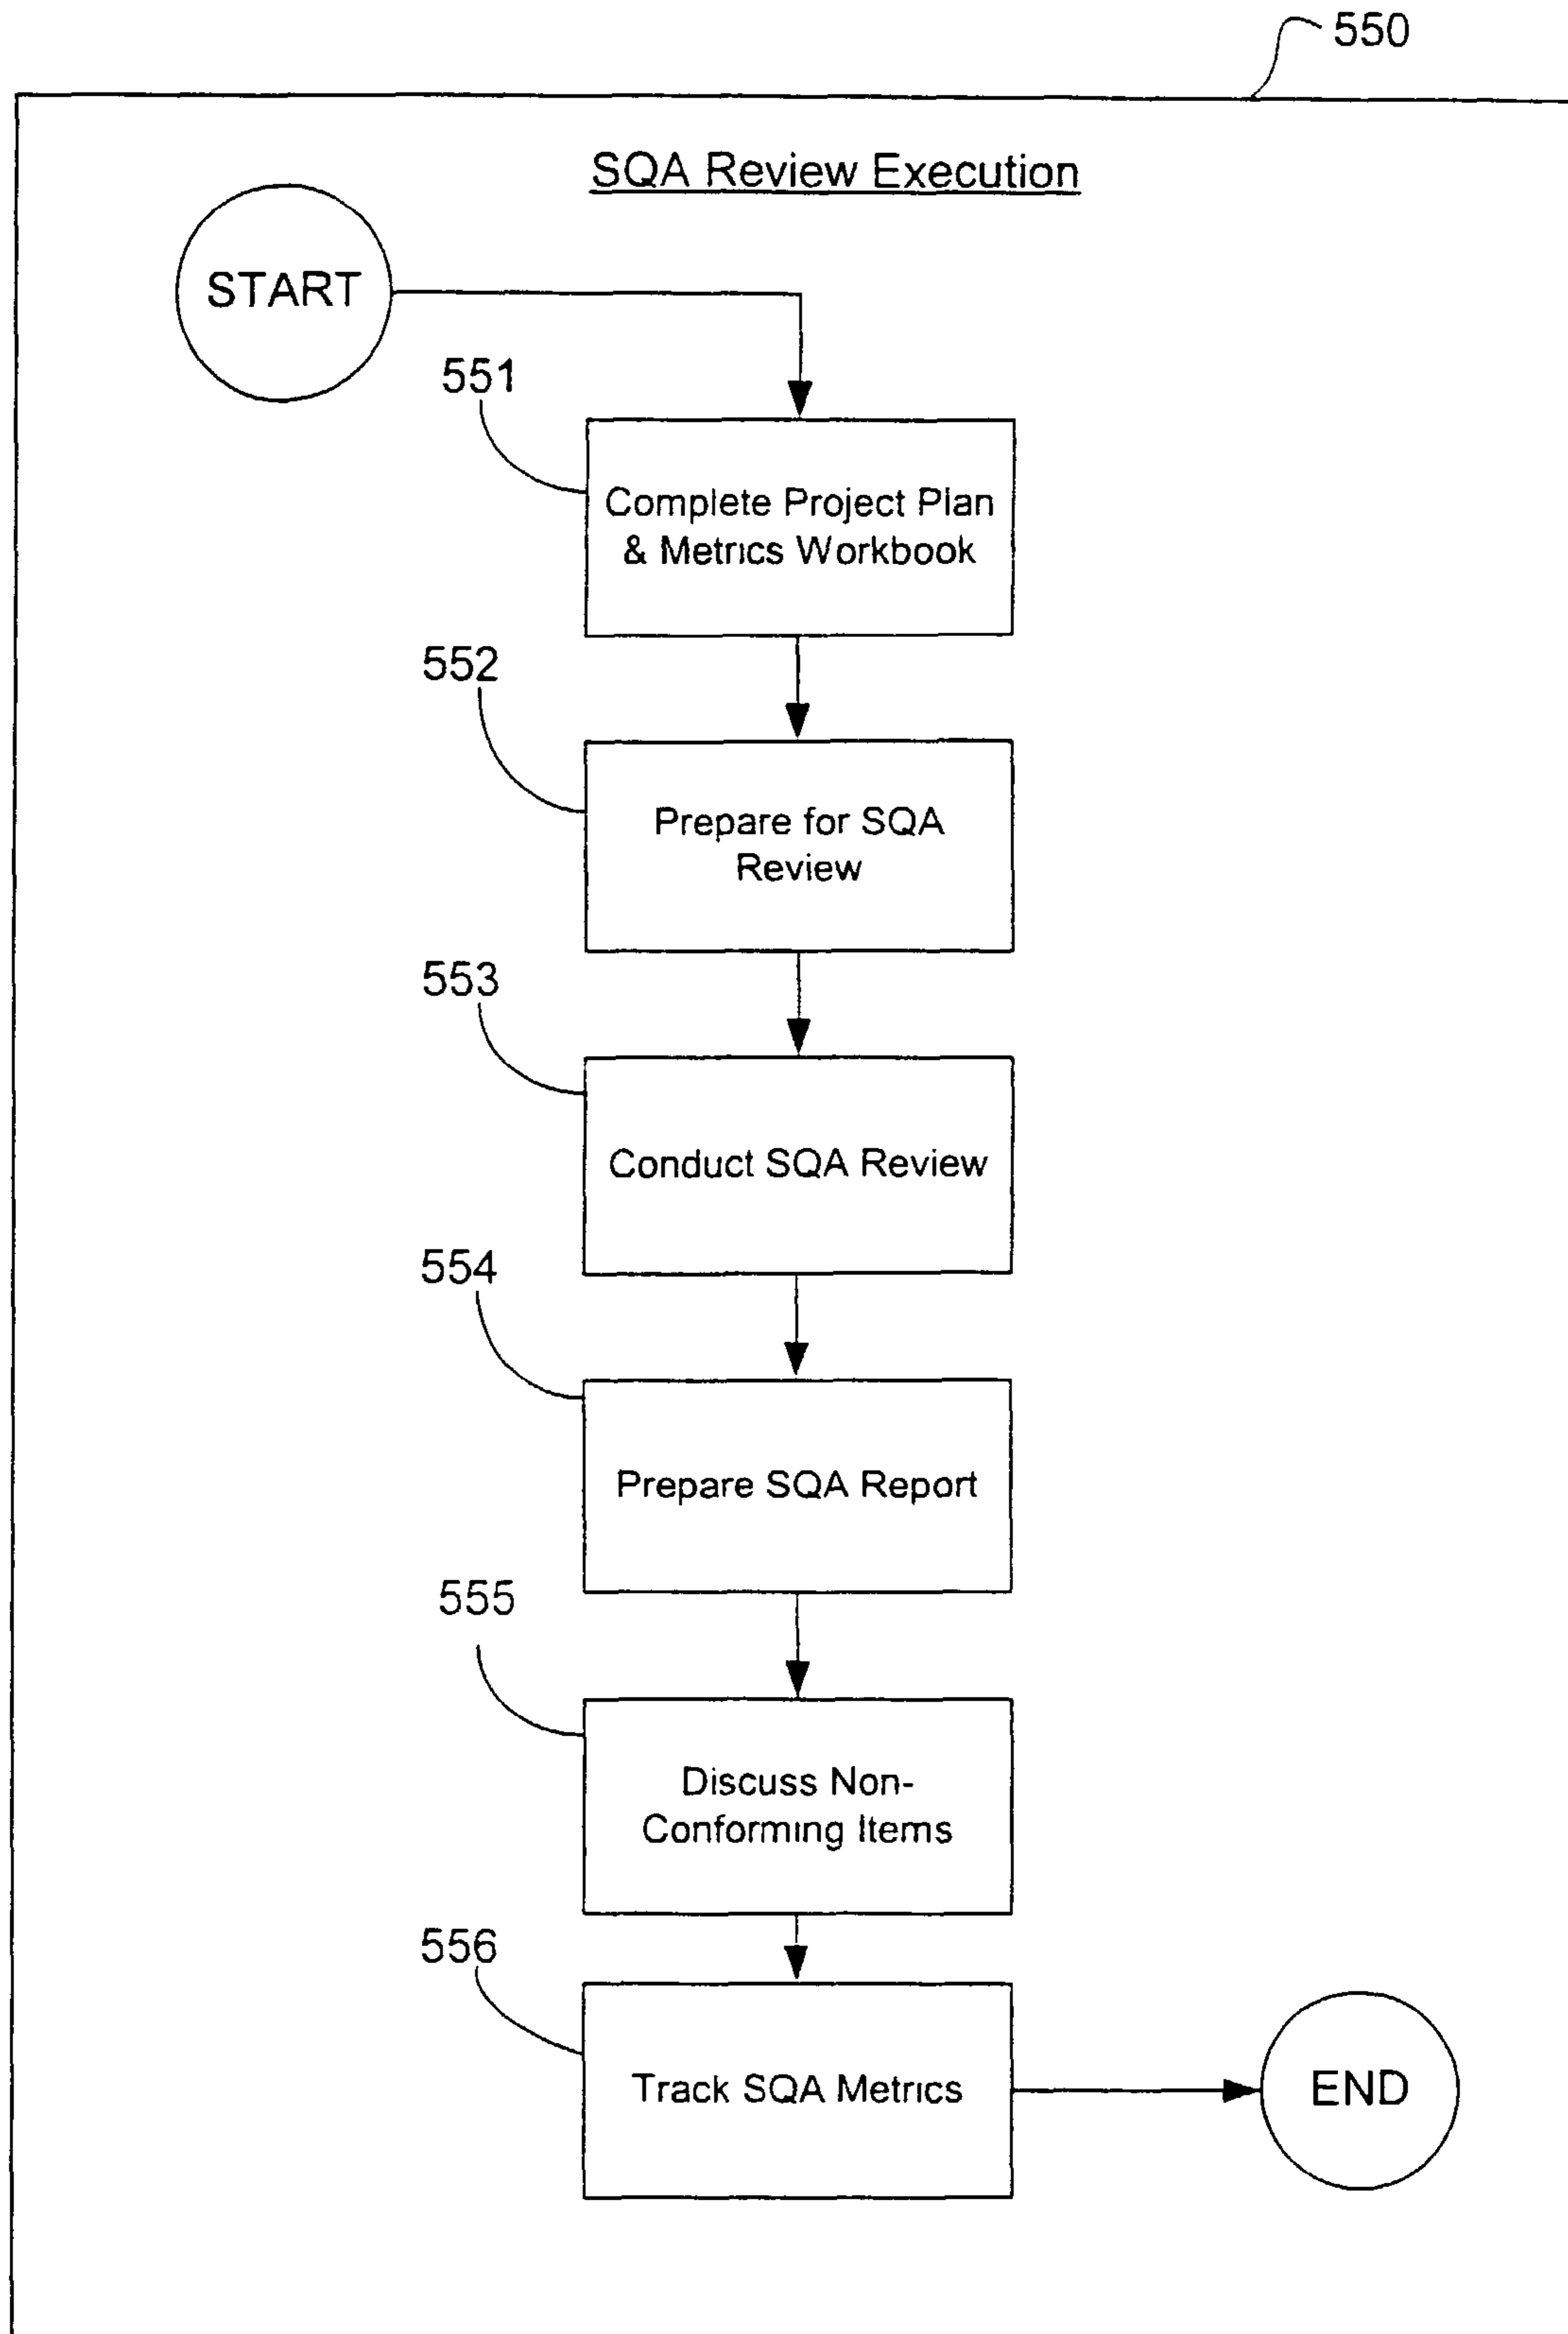 550
SQA Review Execution
START
551
Complete Project Plan
& Metrics Workbook
552
Prepare for SQA
Review
553
Conduct SQA Review
554
Prepare SQA Report
555
Discuss Non-
Conforming Items
556
Track SQA Metrics
END